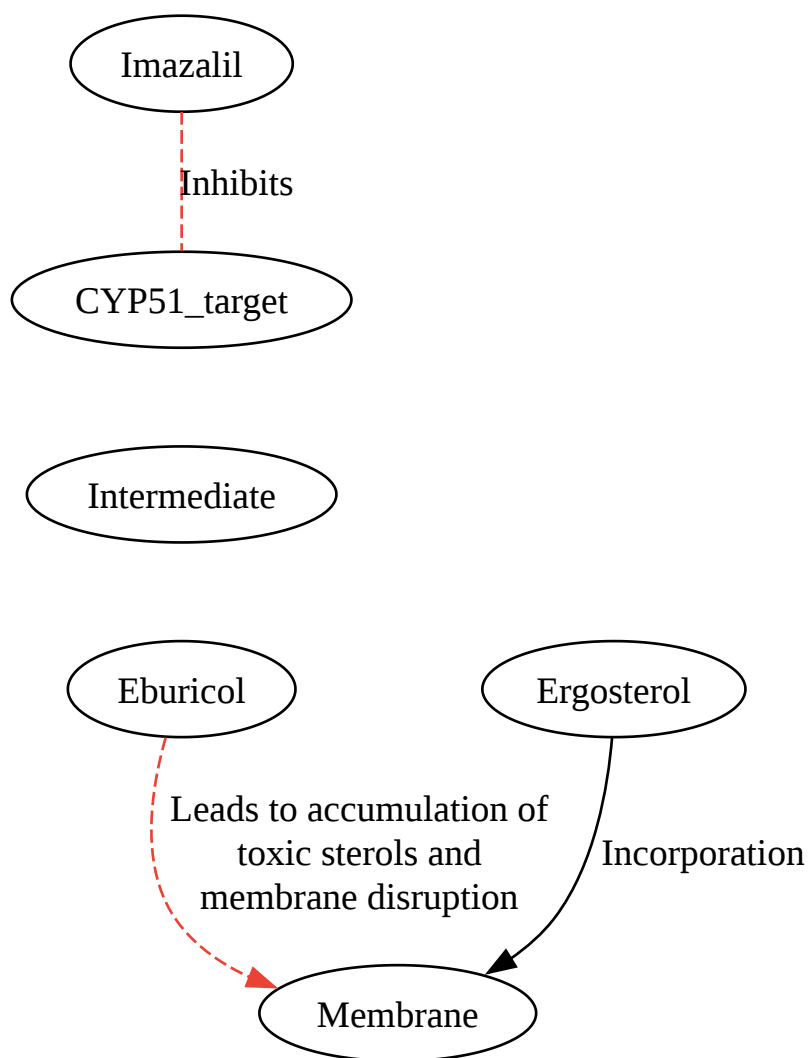 Imazalil
Inhibits
CYP51_target
Intermediate
Eburicol
Ergosterol
Leads to accumulation of
toxic sterols and
membrane disruption
Incorporation
Membrane